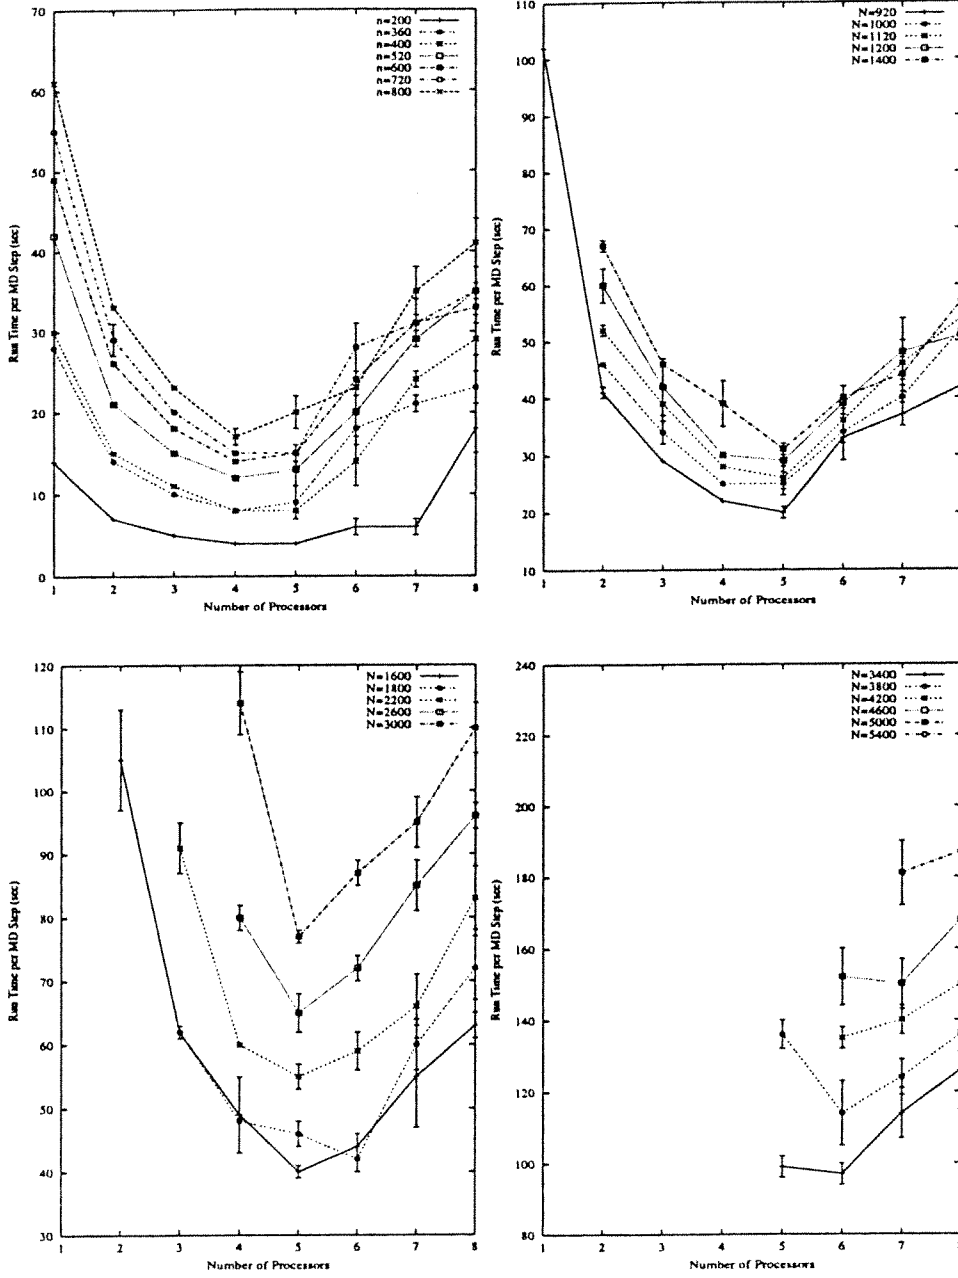 70
60
50
40
30
20
10
0
Run Time per MD Step (sec)
n=200
n=360
n=400
n=520
n=600
n=720
n=800
1 2 3 4 5 6 7 8
Number of Processors
110
100
90
80
70
60
50
40
30
20
10
Run Time per MD Step (sec)
N=920
N=1000
N=1120
N=1200
N=1400
1 2 3 4 5 6 7
Number of Processors
120
110
100
90
80
70
60
50
40
30
Run Time per MD Step (sec)
N=1600
N=1800
N=2200
N=2600
N=3000
1 2 3 4 5 6 7 8
Number of Processors
240
220
200
180
160
140
120
100
80
Run Time per MD Step (sec)
N=3400
N=3800
N=4200
N=4600
N=5000
N=5400
1 2 3 4 5 6 7
Number of Processors